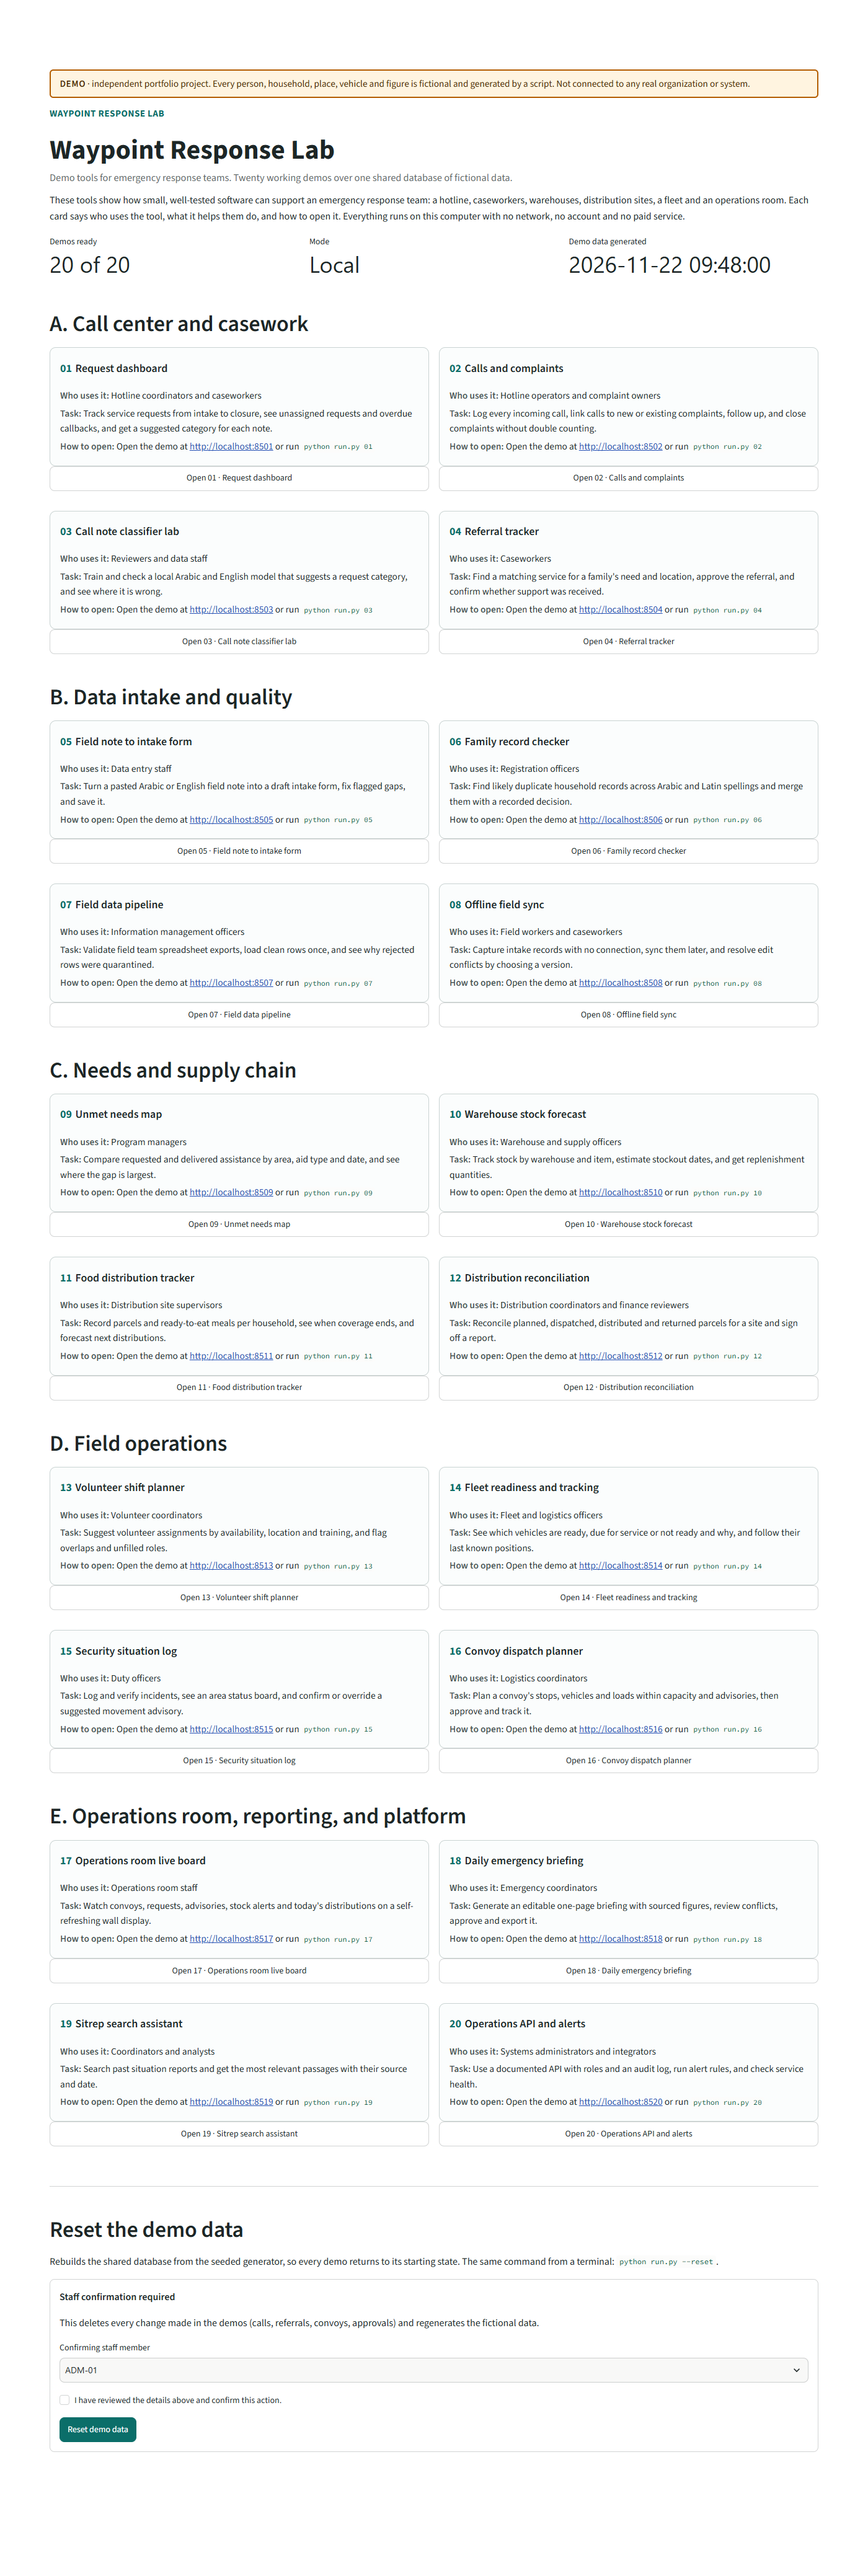 DEMO · independent portfolio project. Every person, household, place, vehicle and figure is fictional and generated by a script. Not connected to any real organization or system.
WAYPOINT RESPONSE LAB
Waypoint Response Lab
Demo tools for emergency response teams. Twenty working demos over one shared database of fictional data.
These tools show how small, well-tested software can support an emergency response team: a hotline, caseworkers, warehouses, distribution sites, a fleet and an operations room. Each
card says who uses the tool, what it helps them do, and how to open it. Everything runs on this computer with no network, no account and no paid service.
Demos ready
20 of 20
Mode
Local
Demo data generated
2026-11-22 09:48:00
A. Call center and casework
01 Request dashboard
Who uses it: Hotline coordinators and caseworkers
Task: Track service requests from intake to closure, see unassigned requests and overdue
callbacks, and get a suggested category for each note.
How to open: Open the demo at http://localhost:8501 or run python run.py 01
Open 01 · Request dashboard
02 Calls and complaints
Who uses it: Hotline operators and complaint owners
Task: Log every incoming call, link calls to new or existing complaints, follow up, and close
complaints without double counting.
How to open: Open the demo at http://localhost:8502 or run python run.py 02
Open 02 · Calls and complaints
03 Call note classifier lab
Who uses it: Reviewers and data staff
Task: Train and check a local Arabic and English model that suggests a request category,
and see where it is wrong.
How to open: Open the demo at http://localhost:8503 or run python run.py 03
Open 03 · Call note classifier lab
04 Referral tracker
Who uses it: Caseworkers
Task: Find a matching service for a family's need and location, approve the referral, and
confirm whether support was received.
How to open: Open the demo at http://localhost:8504 or run python run.py 04
Open 04 · Referral tracker
B. Data intake and quality
05 Field note to intake form
Who uses it: Data entry staff
Task: Turn a pasted Arabic or English field note into a draft intake form, fix flagged gaps,
and save it.
How to open: Open the demo at http://localhost:8505 or run python run.py 05
Open 05 · Field note to intake form
06 Family record checker
Who uses it: Registration officers
Task: Find likely duplicate household records across Arabic and Latin spellings and merge
them with a recorded decision.
How to open: Open the demo at http://localhost:8506 or run python run.py 06
Open 06 · Family record checker
07 Field data pipeline
Who uses it: Information management officers
Task: Validate field team spreadsheet exports, load clean rows once, and see why rejected
rows were quarantined.
How to open: Open the demo at http://localhost:8507 or run python run.py 07
Open 07 · Field data pipeline
08 Offline field sync
Who uses it: Field workers and caseworkers
Task: Capture intake records with no connection, sync them later, and resolve edit
conflicts by choosing a version.
How to open: Open the demo at http://localhost:8508 or run python run.py 08
Open 08 · Offline field sync
C. Needs and supply chain
09 Unmet needs map
Who uses it: Program managers
Task: Compare requested and delivered assistance by area, aid type and date, and see
where the gap is largest.
How to open: Open the demo at http://localhost:8509 or run python run.py 09
Open 09 · Unmet needs map
10 Warehouse stock forecast
Who uses it: Warehouse and supply officers
Task: Track stock by warehouse and item, estimate stockout dates, and get replenishment
quantities.
How to open: Open the demo at http://localhost:8510 or run python run.py 10
Open 10 · Warehouse stock forecast
11 Food distribution tracker
Who uses it: Distribution site supervisors
Task: Record parcels and ready-to-eat meals per household, see when coverage ends, and
forecast next distributions.
How to open: Open the demo at http://localhost:8511 or run python run.py 11
Open 11 · Food distribution tracker
12 Distribution reconciliation
Who uses it: Distribution coordinators and finance reviewers
Task: Reconcile planned, dispatched, distributed and returned parcels for a site and sign
off a report.
How to open: Open the demo at http://localhost:8512 or run python run.py 12
Open 12 · Distribution reconciliation
D. Field operations
13 Volunteer shift planner
Who uses it: Volunteer coordinators
Task: Suggest volunteer assignments by availability, location and training, and flag
overlaps and unfilled roles.
How to open: Open the demo at http://localhost:8513 or run python run.py 13
Open 13 · Volunteer shift planner
14 Fleet readiness and tracking
Who uses it: Fleet and logistics officers
Task: See which vehicles are ready, due for service or not ready and why, and follow their
last known positions.
How to open: Open the demo at http://localhost:8514 or run python run.py 14
Open 14 · Fleet readiness and tracking
15 Security situation log
Who uses it: Duty officers
Task: Log and verify incidents, see an area status board, and confirm or override a
suggested movement advisory.
How to open: Open the demo at http://localhost:8515 or run python run.py 15
Open 15 · Security situation log
16 Convoy dispatch planner
Who uses it: Logistics coordinators
Task: Plan a convoy's stops, vehicles and loads within capacity and advisories, then
approve and track it.
How to open: Open the demo at http://localhost:8516 or run python run.py 16
Open 16 · Convoy dispatch planner
E. Operations room, reporting, and platform
17 Operations room live board
Who uses it: Operations room staff
Task: Watch convoys, requests, advisories, stock alerts and today's distributions on a self-
refreshing wall display.
How to open: Open the demo at http://localhost:8517 or run python run.py 17
Open 17 · Operations room live board
18 Daily emergency briefing
Who uses it: Emergency coordinators
Task: Generate an editable one-page briefing with sourced figures, review conflicts,
approve and export it.
How to open: Open the demo at http://localhost:8518 or run python run.py 18
Open 18 · Daily emergency briefing
19 Sitrep search assistant
Who uses it: Coordinators and analysts
Task: Search past situation reports and get the most relevant passages with their source
and date.
How to open: Open the demo at http://localhost:8519 or run python run.py 19
Open 19 · Sitrep search assistant
20 Operations API and alerts
Who uses it: Systems administrators and integrators
Task: Use a documented API with roles and an audit log, run alert rules, and check service
health.
How to open: Open the demo at http://localhost:8520 or run python run.py 20
Open 20 · Operations API and alerts
Reset the demo data
Rebuilds the shared database from the seeded generator, so every demo returns to its starting state. The same command from a terminal: python run.py --reset .
Staff confirmation required
This deletes every change made in the demos (calls, referrals, convoys, approvals) and regenerates the fictional data.
Confirming staff member
ADM-01
I have reviewed the details above and confirm this action.
Reset demo data